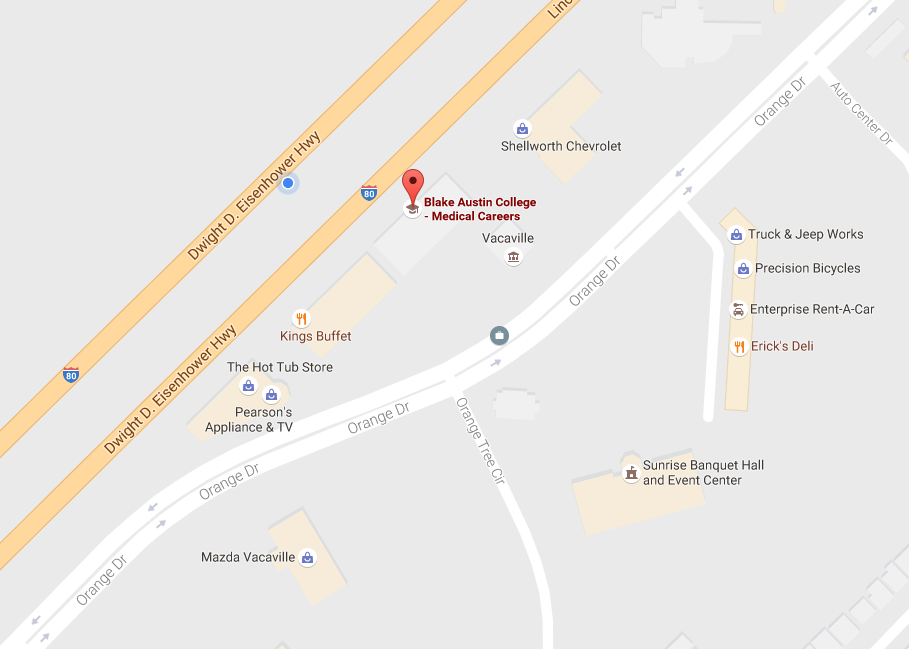 Linc
Orange Dr
Auto Center Dr
Shellworth Chevrolet
Dwight D. Eisenhower Hwy
80
Blake Austin College
- Medical Careers
Vacaville
Truck & Jeep Works
Precision Bicycles
Orange Dr
Enterprise Rent-A-Car
Kings Buffet
Erick's Deli
80
The Hot Tub Store
Dwight D. Eisenhower Hwy
Pearson's
Appliance & TV
Orange Dr
Orange Tree Cir
Orange Dr
Sunrise Banquet Hall
and Event Center
Mazda Vacaville
Orange Dr